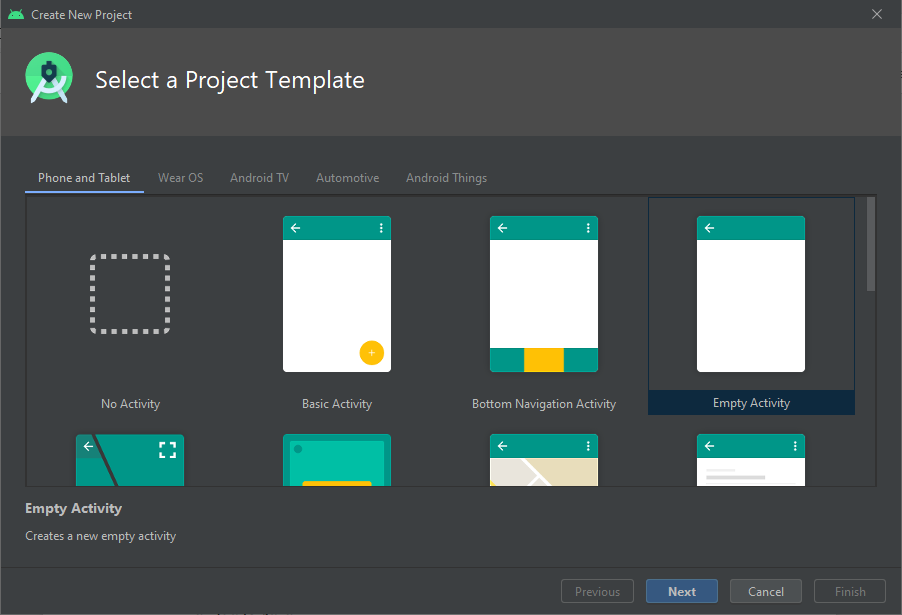 Create New Project
Select a Project Template
Phone and Tablet Wear OS Android TV Automotive Android Things
No Activity Basic Activity Bottom Navigation Activity Empty Activity
Empty Activity
Creates a new empty activity
Previous Next Cancel Finish